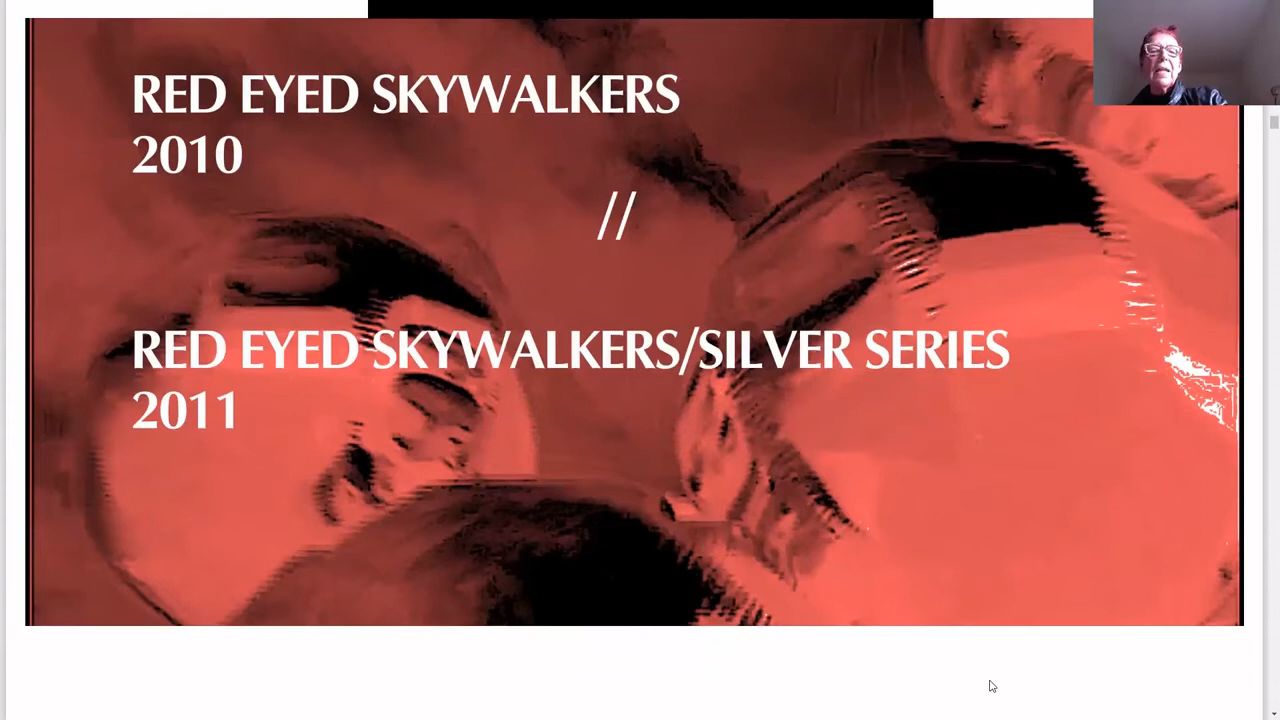 RED EYED SKYWALKERS
2010
//
RED EYED SKYWALKERS/SILVER SERIES
2011